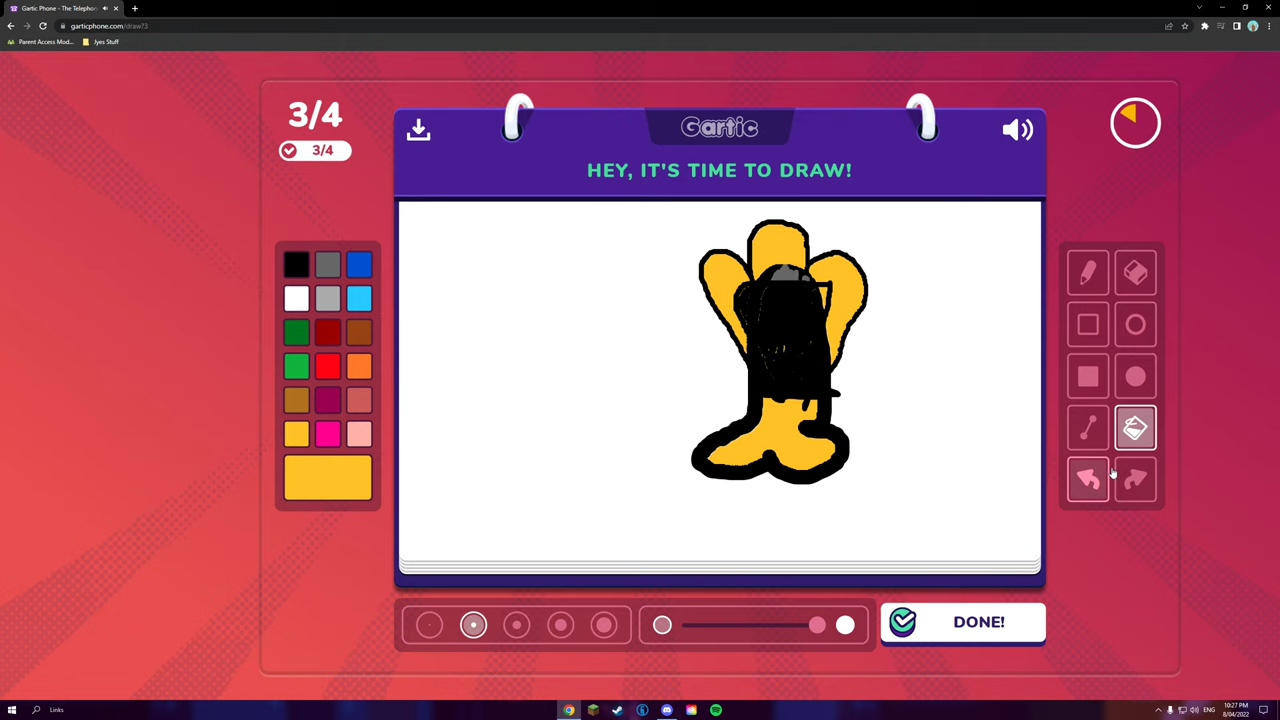 Gartic Phone - The Telephon
garticphone.com/draw?3
Parent Access Mod...
Jyes Stuff
3/4
3/4
Gartic
HEY, IT'S TIME TO DRAW!
DONE!
Links
ENG
10:27 PM
8/04/2022